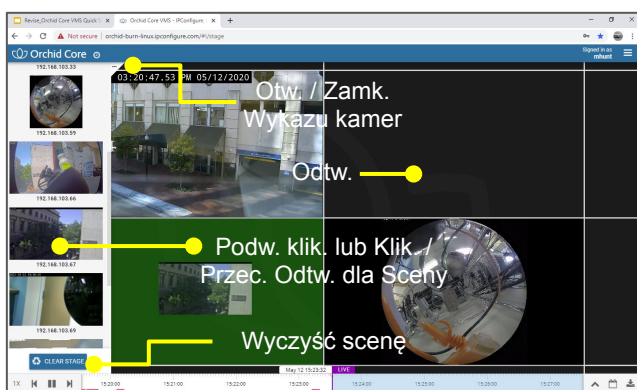 Revise_Orchid Core VMS Quick S
Orchid Core VMS - IPConfigure,
Not secure | orchid-burn-linux.ipconfigure.com/#!/stage
Orchid Core
Signed in as
mhunt
192.168.103.33
03:20:47.53 PM 05/12/2020
Otw. / Zamk.
Wykazu kamer
192.168.103.59
Odtw.
192.168.103.66
Podw. klik. lub Klik. /
Przec. Odtw. dla Sceny
192.168.103.67
192.168.103.69
Wyczyść scenę
CLEAR STAGE
May 12 15:23:32
LIVE
1X
15:20:00
15:21:00
15:22:00
15:23:00
15:24:00
15:25:00
15:26:00
15:27:00